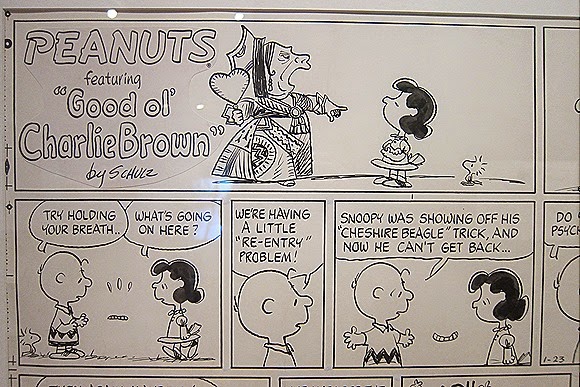 PEANUTS
featuring
"Good ol'
Charlie Brown"
by SCHULZ
TRY HOLDING
YOUR BREATH..
WHAT'S GOING
ON HERE?
WE'RE HAVING
A LITTLE
"RE-ENTRY"
PROBLEM!
SNOOPY WAS SHOWING OFF HIS
"CHESHIRE BEAGLE" TRICK, AND
NOW HE CAN'T GET BACK...
DO
1-23